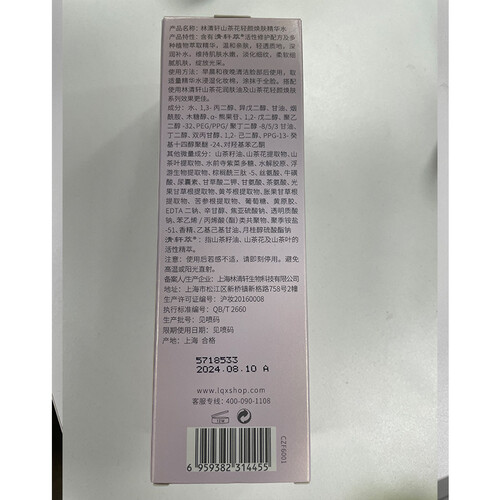 产品名称：林清轩山茶花轻颜焕肤精华水
产品特性：含有清轩萃®活性修护配方及多
种植物萃取精华，温和亲肤，轻透质地，深
润补水，维持肌肤水嫩，淡化细纹，柔软细
腻肌肤，绽放光采。
使用方法：早晨和夜晚清洁脸部后使用，取
适量精华水浸湿化妆棉，涂抹于全脸。搭配
使用林清轩山茶花润肤油及山茶花轻颜焕肤
系列效果更佳。
成分：水、1,3-丙二醇、异戊二醇、甘油、烟
酰胺、木糖醇、α-熊果苷、1,2-戊二醇、聚乙
二醇-32、PEG/PPG/聚丁二醇-8/5/3 甘油、
丁二醇、双丙甘醇、1,2-己二醇、PPG-13-癸
基十四醇聚醚-24、对羟基苯乙酮
其他微量成分：山茶籽油、山茶花提取物、山
茶叶提取物、水前寺紫菜多糖、水解胶原、浮
游生物提取物、棕榈酰三肽-5、丝氨酸、牛磺
酸、尿囊素、甘草酸二钾、甘氨酸、茶氨酸、光
果甘草根提取物、黄芩根提取物、胀果甘草根
提取物、苦参根提取物、葡萄糖、黄原胶、
EDTA 二钠、辛甘醇、焦亚硫酸钠、透明质酸
钠、苯乙烯/丙烯酸（酯）类共聚物、聚季铵盐
-51、香精、乙基己基甘油、月桂醇硫酸酯钠
清轩萃®：指山茶籽油、山茶花及山茶叶的
活性精萃。
注意：使用后若感不适，请即刻停用。避免
高温或阳光直射。
备案人/生产企业：上海林清轩生物科技有限公司
地址：上海市松江区新桥镇新格路758号2幢
生产许可证编号：沪妆20160008
执行标准编号：QB/T 2660
生产批号：见喷码
限期使用日期：见喷码
产地：上海 合格
5718533
2024.08.10 A
www.lqxshop.com
客服专线：400-090-1108
CZF6001
6 959382 314455